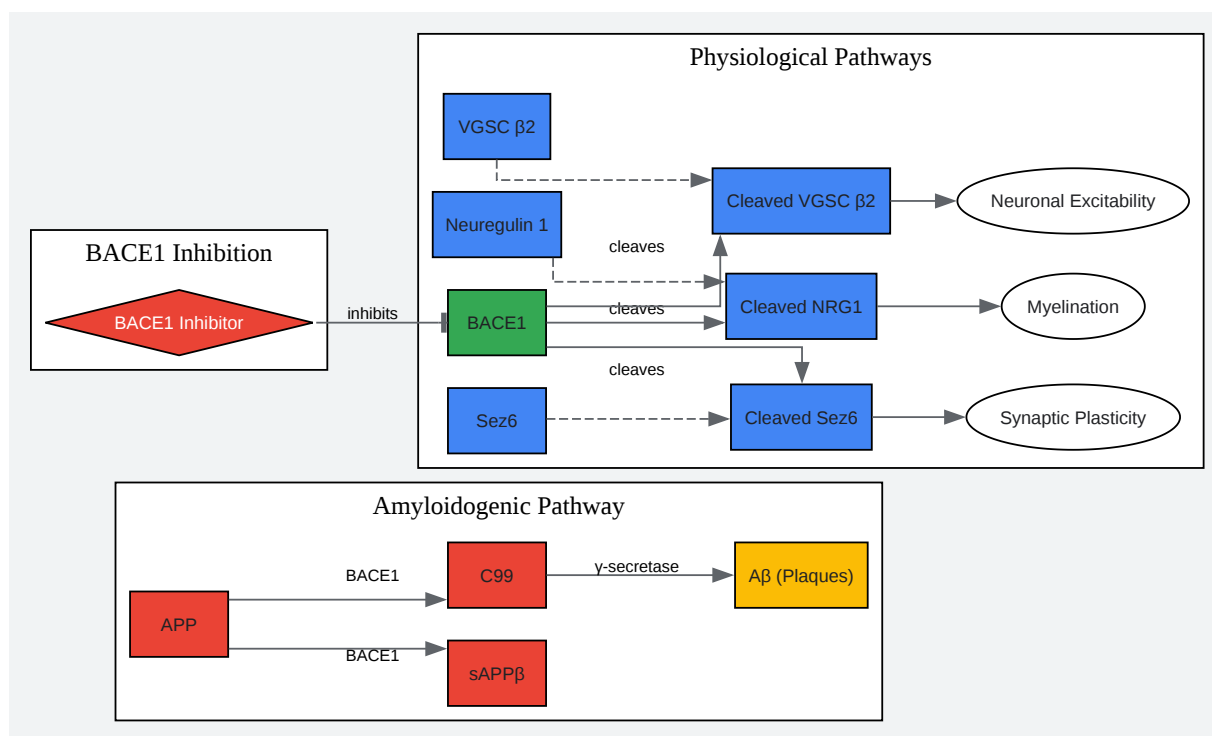 Physiological Pathways
VGSC β2
Cleaved VGSC β2
Neuronal Excitability
Neuregulin 1
cleaves
BACE1 Inhibition
BACE1 Inhibitor
inhibits
BACE1
cleaves
Cleaved NRG1
Myelination
cleaves
Sez6
Cleaved Sez6
Synaptic Plasticity
Amyloidogenic Pathway
APP
BACE1
C99
γ-secretase
Aβ (Plaques)
BACE1
sAPPβ